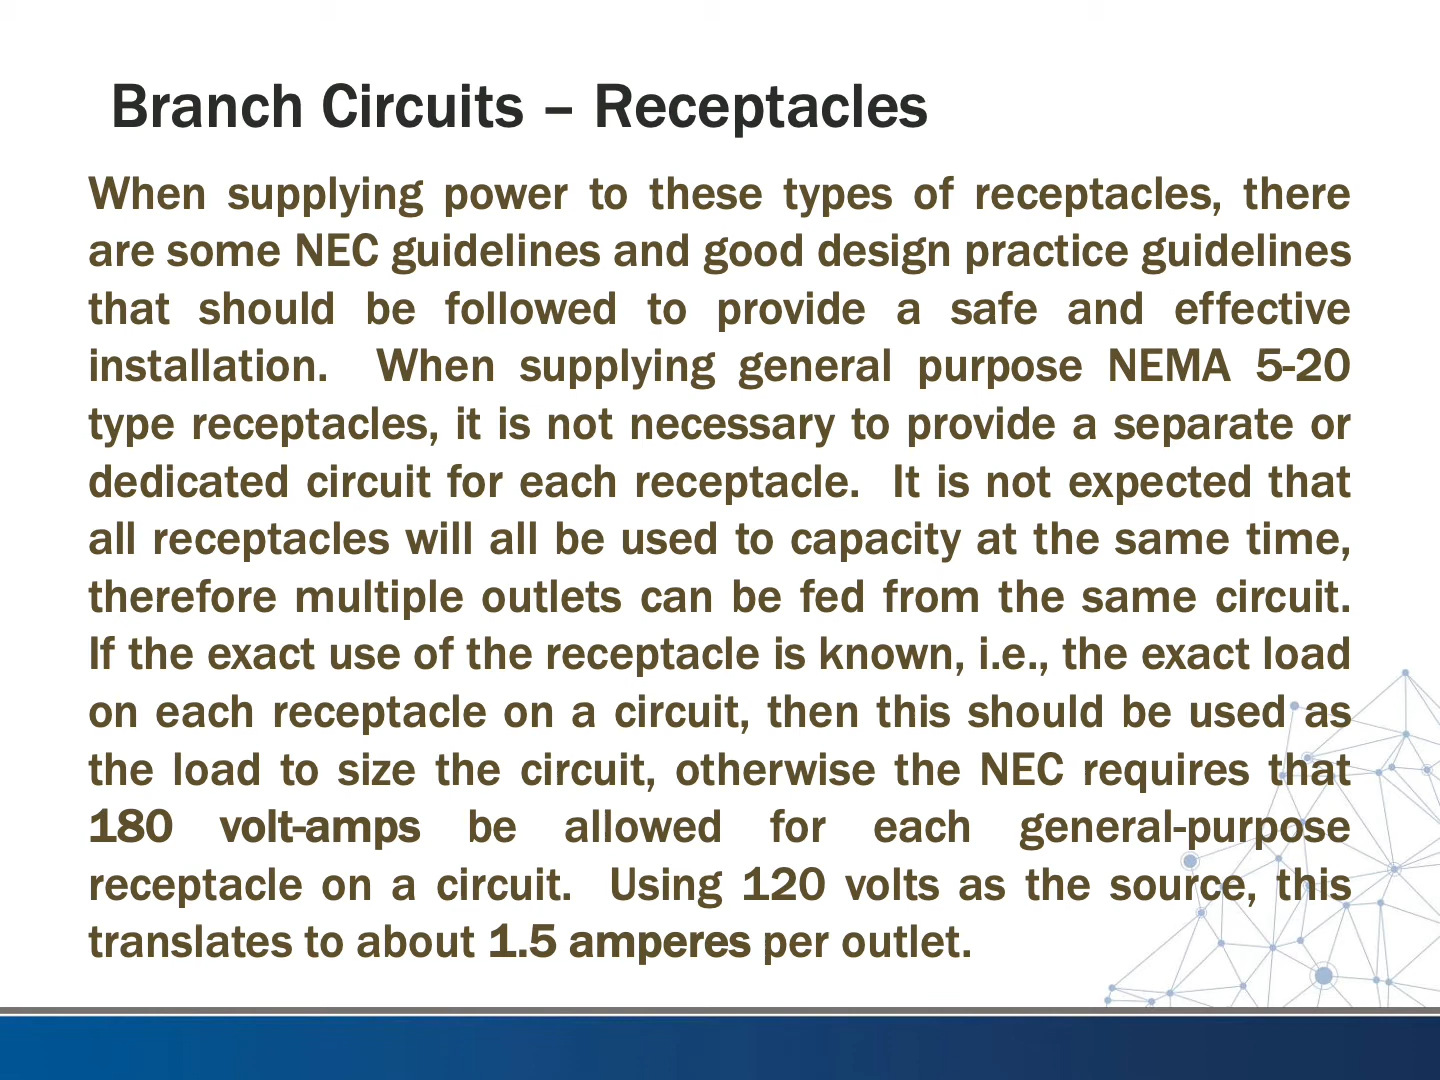 Branch Circuits – Receptacles
When supplying power to these types of receptacles, there
are some NEC guidelines and good design practice guidelines
that should be followed to provide a safe and effective
installation. When supplying general purpose NEMA 5-20
type receptacles, it is not necessary to provide a separate or
dedicated circuit for each receptacle. It is not expected that
all receptacles will all be used to capacity at the same time,
therefore multiple outlets can be fed from the same circuit.
If the exact use of the receptacle is known, i.e., the exact load
on each receptacle on a circuit, then this should be used as
the load to size the circuit, otherwise the NEC requires that
180 volt-amps be allowed for each general-purpose
receptacle on a circuit. Using 120 volts as the source, this
translates to about 1.5 amperes per outlet.